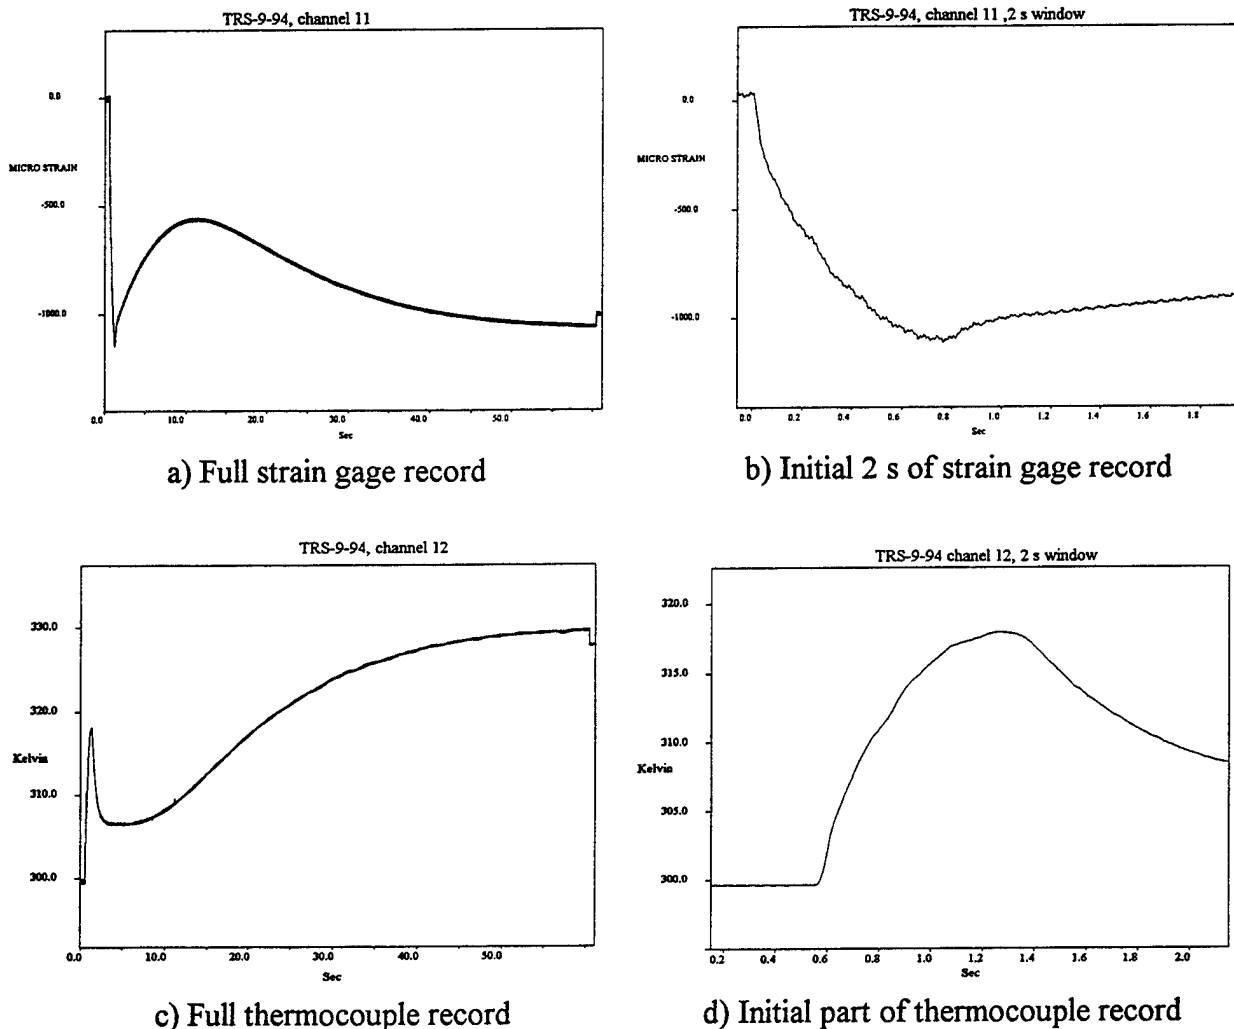 TRS-9-94, channel 11
0.0
MICRO STRAIN
-500.0
-1000.0
0.0 10.0 20.0 30.0 40.0 50.0
Sec
a) Full strain gage record
TRS-9-94, channel 11 ,2 s window
0.0
MICRO STRAIN
-500.0
-1000.0
0.0 0.2 0.4 0.6 0.8 1.0 1.2 1.4 1.6 1.8
Sec
b) Initial 2 s of strain gage record
TRS-9-94, channel 12
330.0
320.0
Kelvin
310.0
300.0
0.0 10.0 20.0 30.0 40.0 50.0
Sec
c) Full thermocouple record
TRS-9-94 chanel 12, 2 s window
320.0
315.0
310.0
Kelvin
305.0
300.0
0.2 0.4 0.6 0.8 1.0 1.2 1.4 1.6 1.8 2.0
Sec
d) Initial part of thermocouple record